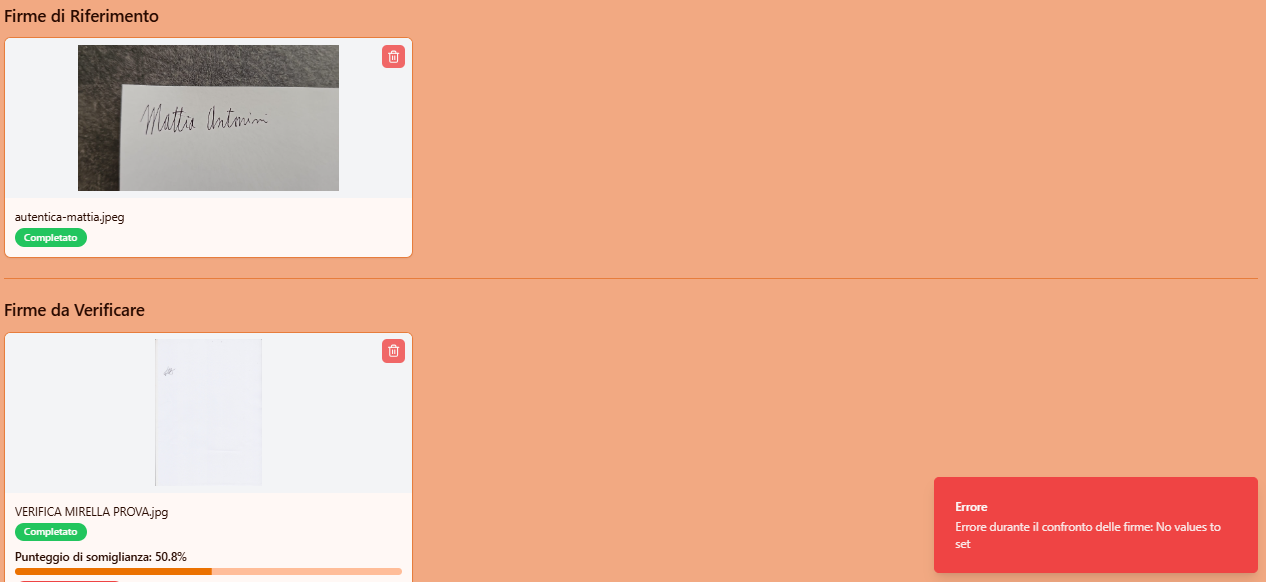 Firme di Riferimento
Mattia Antonini
autentica-mattia.jpeg
Completato
Firme da Verificare
VERIFICA MIRELLA PROVA.jpg
Completato
Punteggio di somiglianza: 50.8%
Errore
Errore durante il confronto delle firme: No values to
set